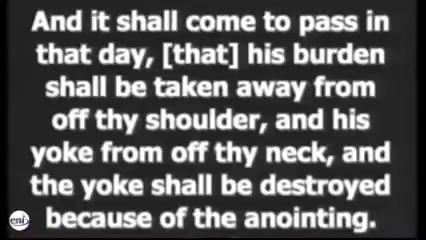 And it shall come to pass in
that day, [that] his burden
shall be taken away from
off thy shoulder, and his
yoke from off thy neck, and
the yoke shall be destroyed
because of the anointing.